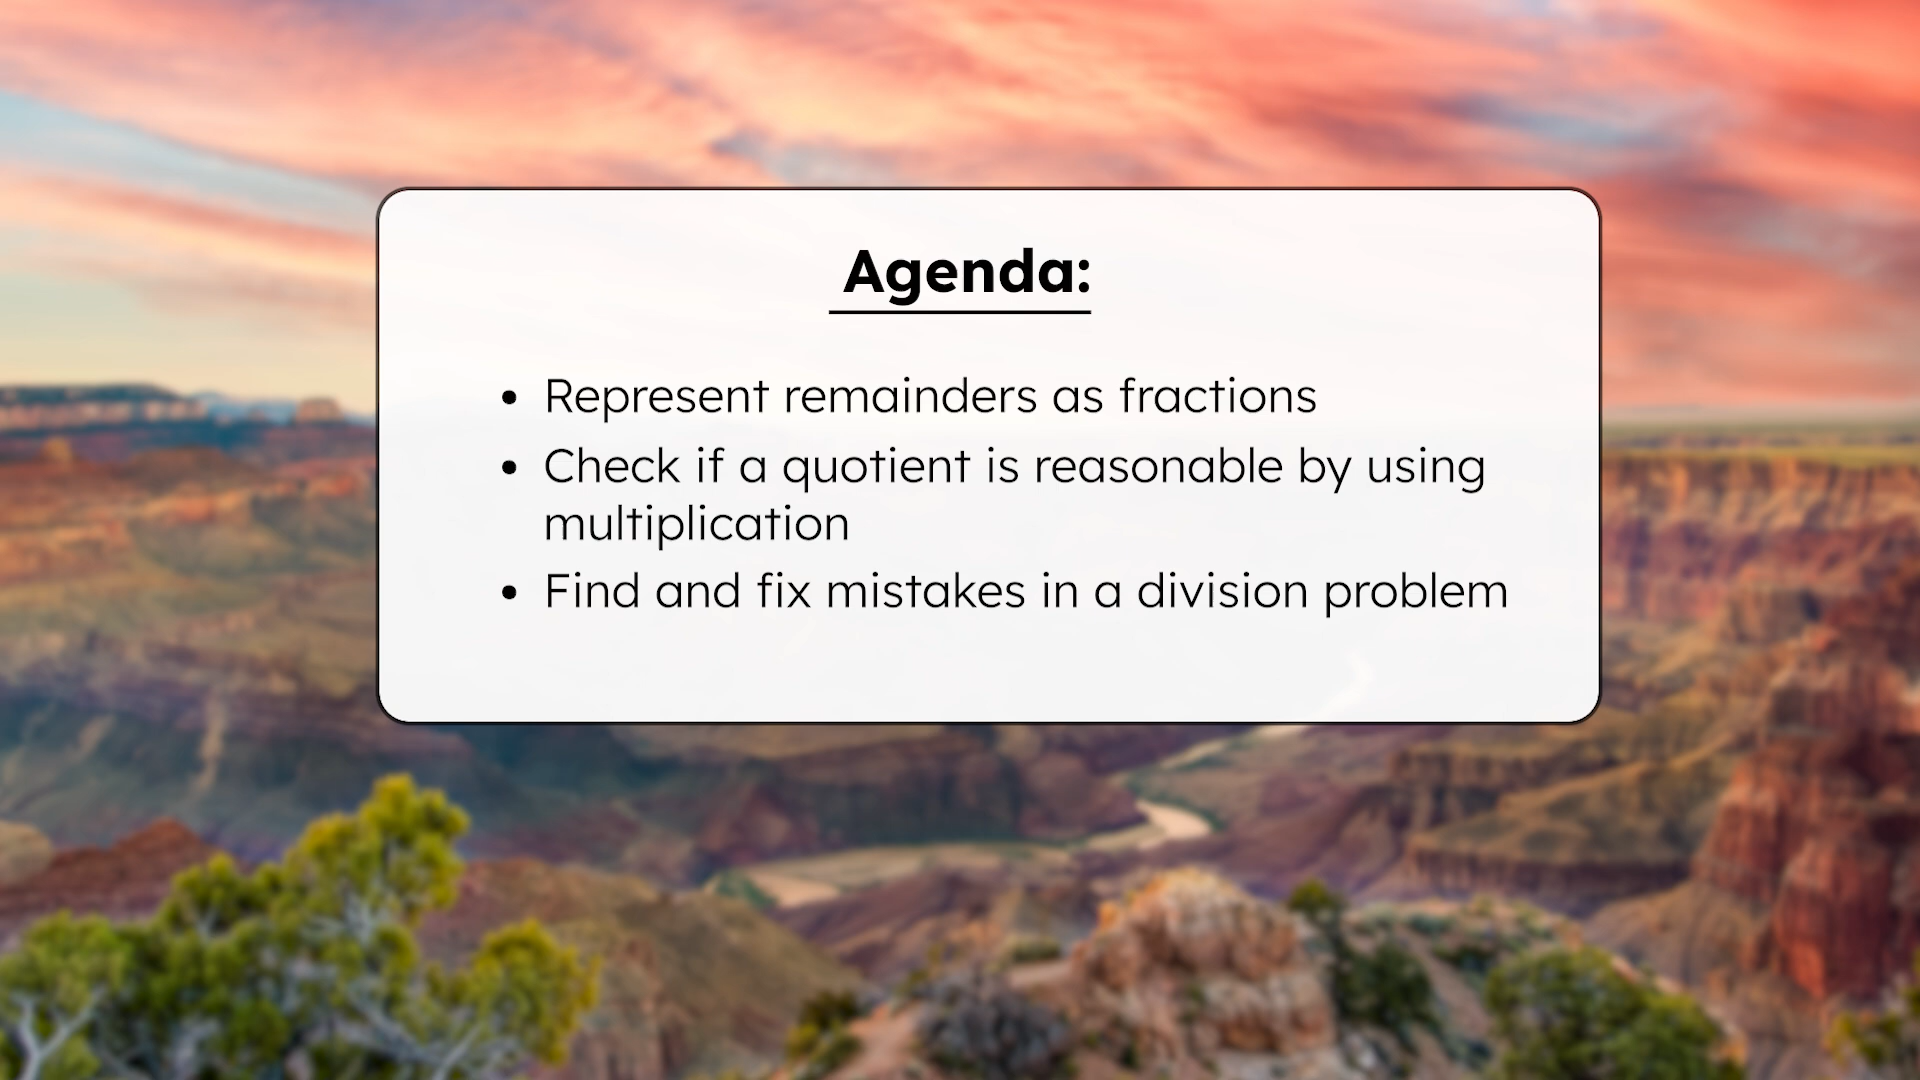 Agenda:
• Represent remainders as fractions
• Check if a quotient is reasonable by using
multiplication
• Find and fix mistakes in a division problem